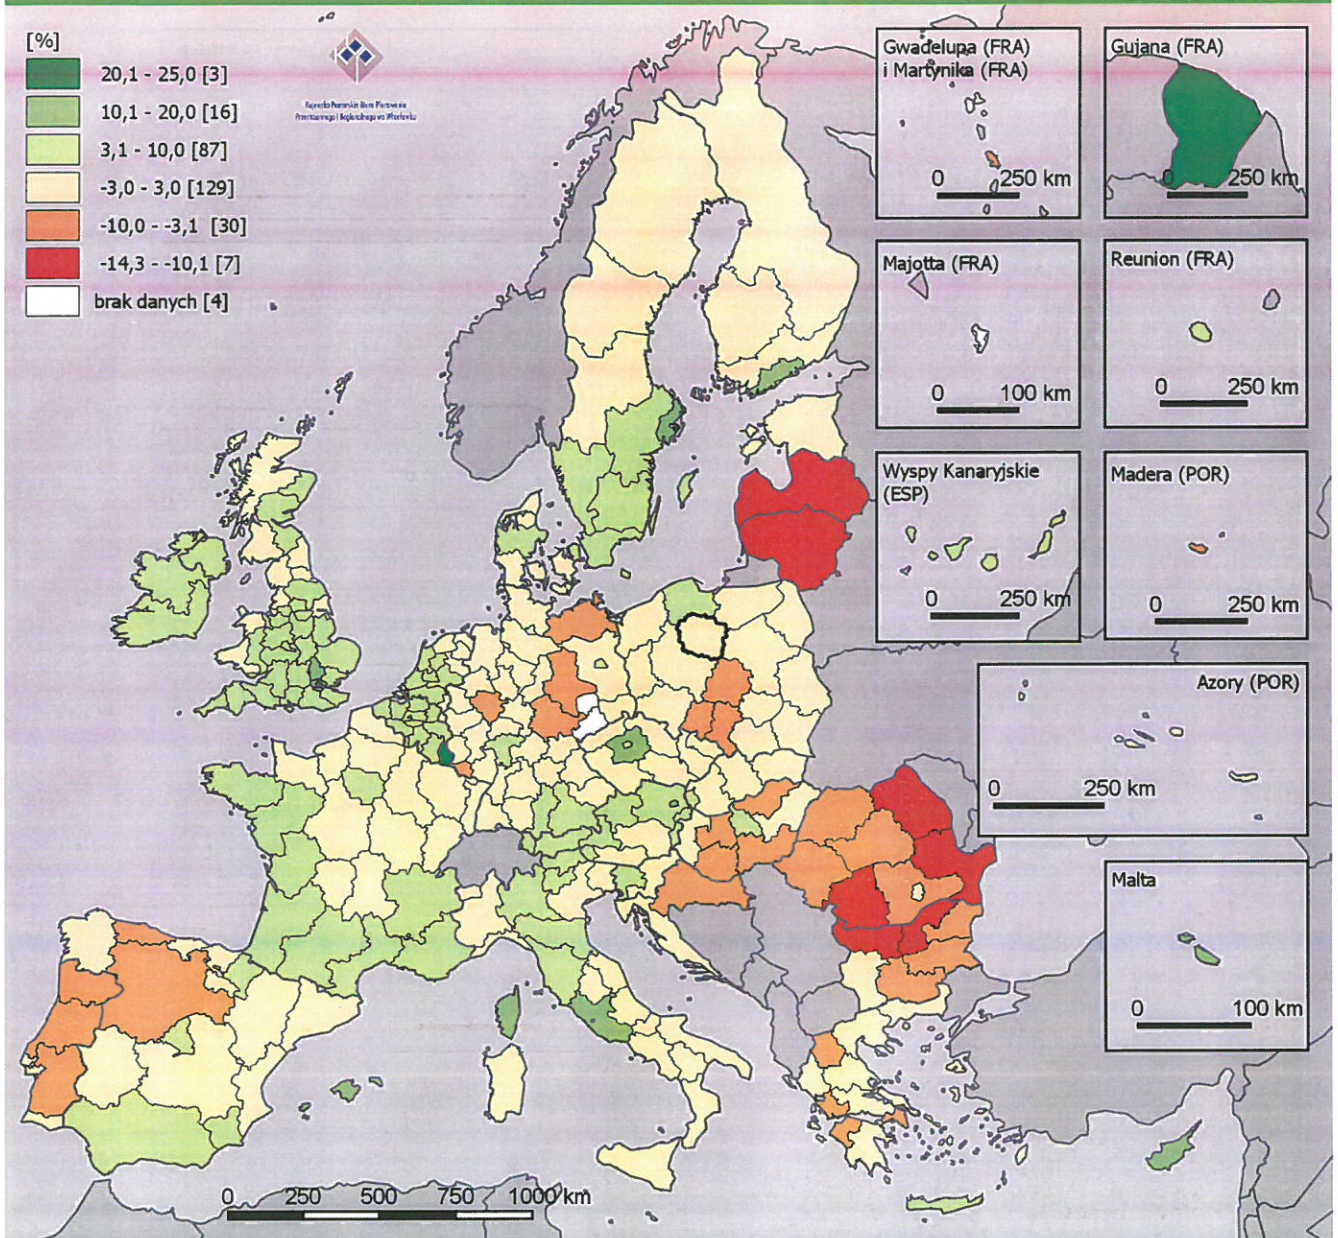 [%]
20,1 - 25,0 [3]
10,1 - 20,0 [16]
3,1 - 10,0 [87]
-3,0 - 3,0 [129]
-10,0 - -3,1 [30]
-14,3 - -10,1 [7]
brak danych [4]
Gwadelupa (FRA)
i Martynika (FRA)
0 250 km
Gujana (FRA)
0 250 km
Majotta (FRA)
0 100 km
Reunion (FRA)
0 250 km
Wyspy Kanaryjskie
(ESP)
0 250 km
Madera (POR)
0 250 km
Azory (POR)
0 250 km
Malta
0 100 km
0 250 500 750 1000 km